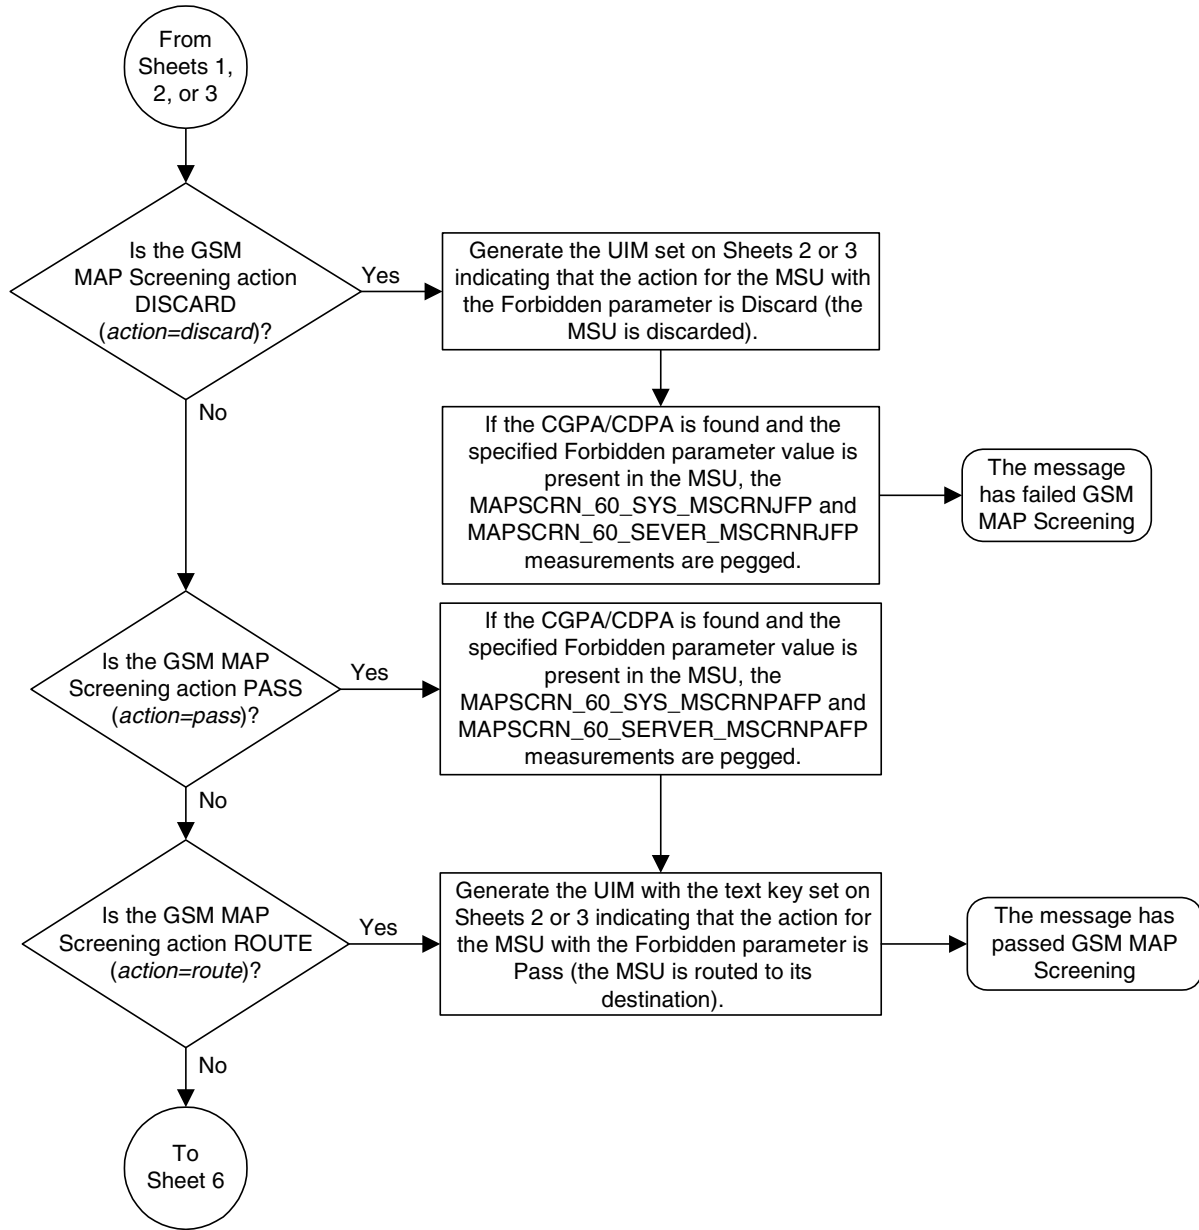 From
Sheets 1,
2, or 3
Is the GSM
MAP Screening action
DISCARD
(action=discard)?
Yes
Generate the UIM set on Sheets 2 or 3
indicating that the action for the MSU with
the Forbidden parameter is Discard (the
MSU is discarded).
No
If the CGPA/CDPA is found and the
specified Forbidden parameter value is
present in the MSU, the
MAPSCRN_60_SYS_MSCRNJFP and
MAPSCRN_60_SEVER_MSCRNRJFP
measurements are pegged.
The message
has failed GSM
MAP Screening
Is the GSM MAP
Screening action PASS
(action=pass)?
Yes
If the CGPA/CDPA is found and the
specified Forbidden parameter value is
present in the MSU, the
MAPSCRN_60_SYS_MSCRNPAFP and
MAPSCRN_60_SERVER_MSCRNPAFP
measurements are pegged.
No
Is the GSM MAP
Screening action ROUTE
(action=route)?
Yes
Generate the UIM with the text key set on
Sheets 2 or 3 indicating that the action for
the MSU with the Forbidden parameter is
Pass (the MSU is routed to its
destination).
The message has
passed GSM MAP
Screening
No
To
Sheet 6